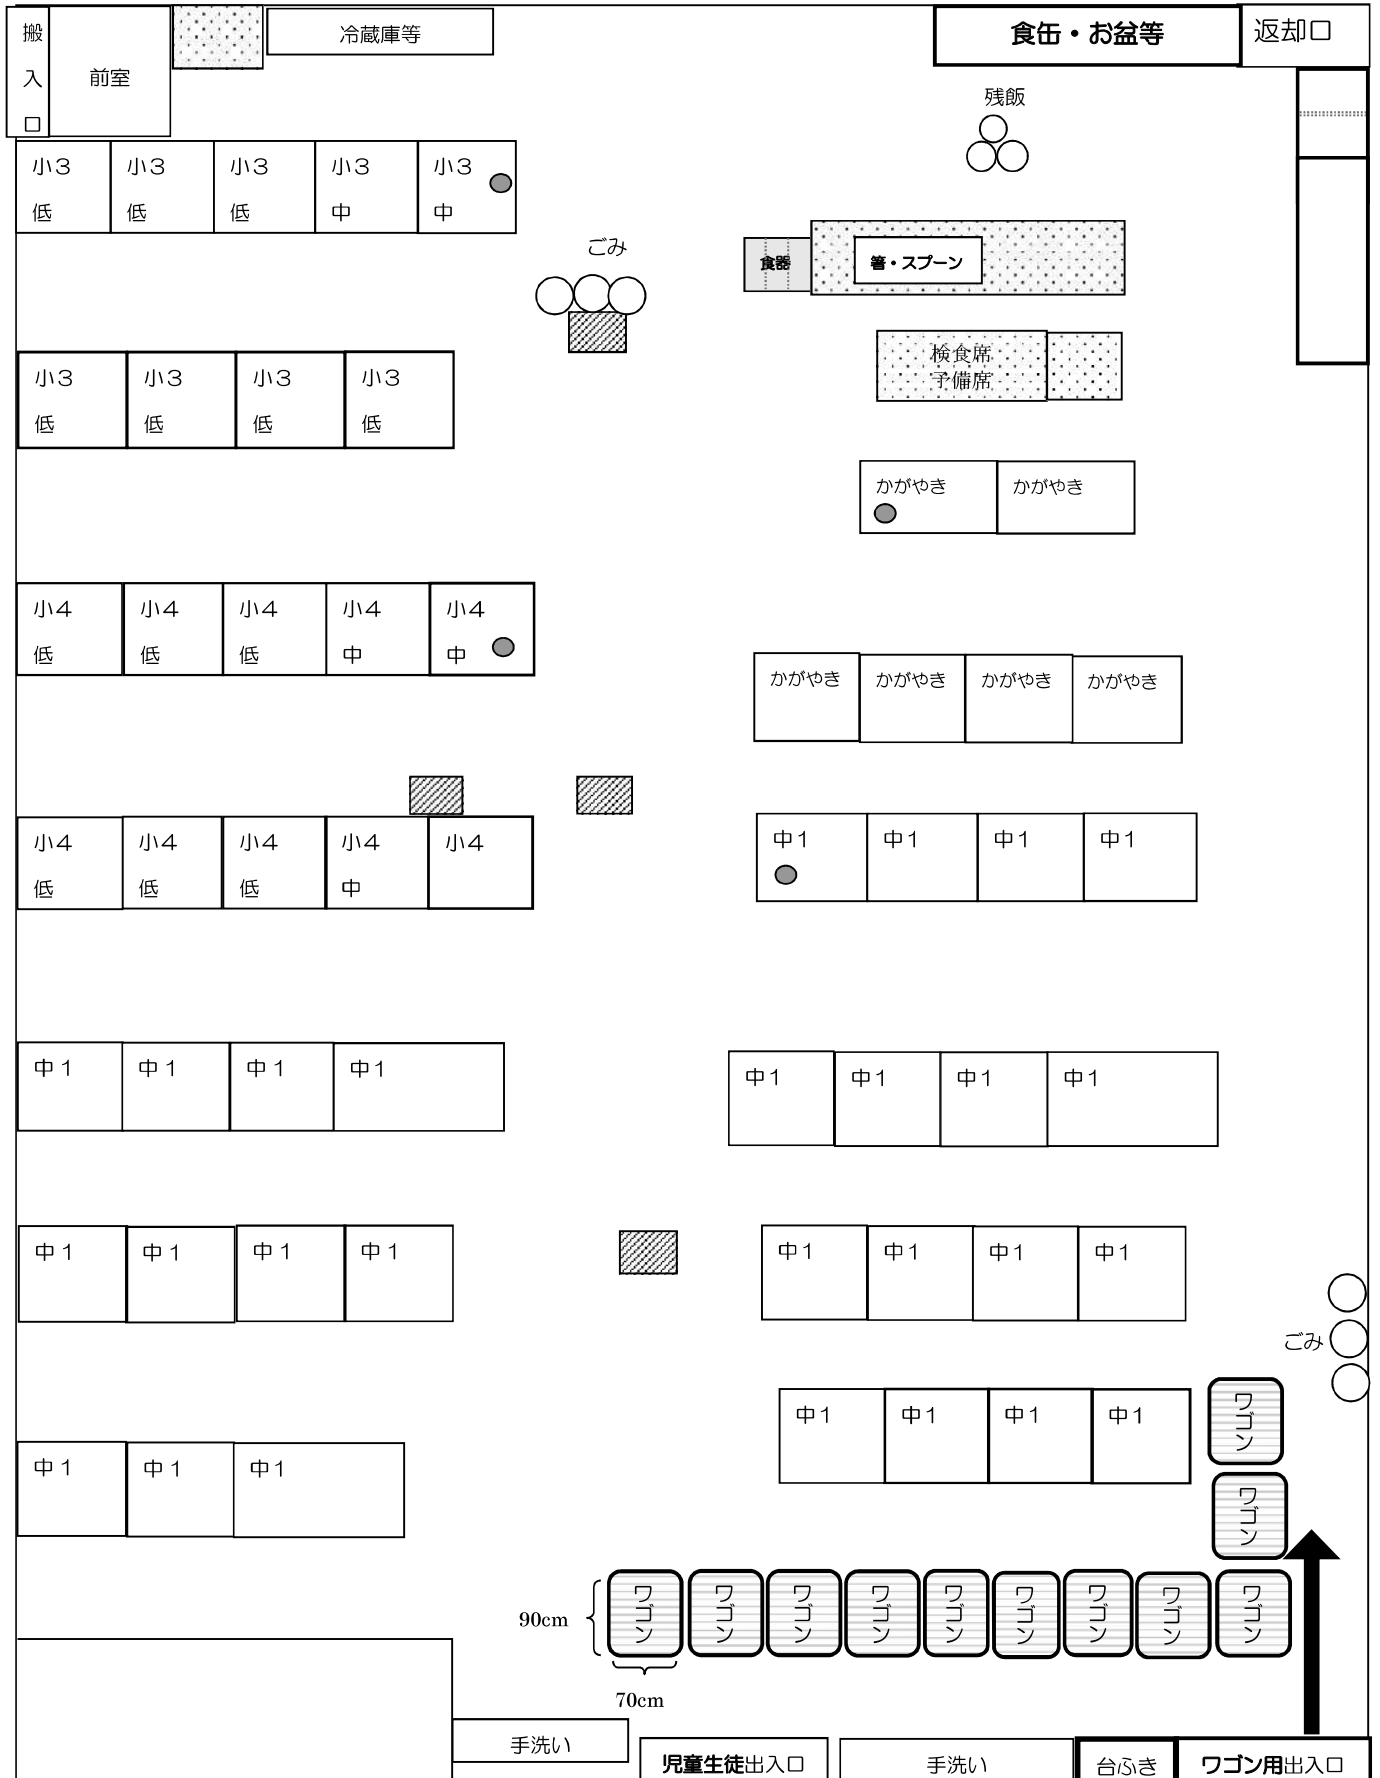 搬入口
前室
冷蔵庫等
食缶・お盆等
返却口
残飯
小３ 小３ 小３ 小３ 小３
低 低 低 中 中
ごみ
食器
箸・スプーン
検食席
予備席
小３ 小３ 小３ 小３
低 低 低 低
かがやき かがやき
小４ 小４ 小４ 小４ 小４
低 低 低 中 中
かがやき かがやき かがやき かがやき
小４ 小４ 小４ 小４ 小４
低 低 低 中
中１ 中１ 中１ 中１
中１ 中１ 中１ 中１
中１ 中１ 中１ 中１
中１ 中１ 中１ 中１
中１ 中１ 中１ 中１
ごみ
中１ 中１ 中１ 中１
ワゴン
中１ 中１ 中１
ワゴン
90cm
ワゴン ワゴン ワゴン ワゴン ワゴン ワゴン ワゴン ワゴン ワゴン
70cm
手洗い
児童生徒出入口
手洗い
台ふき
ワゴン用出入口